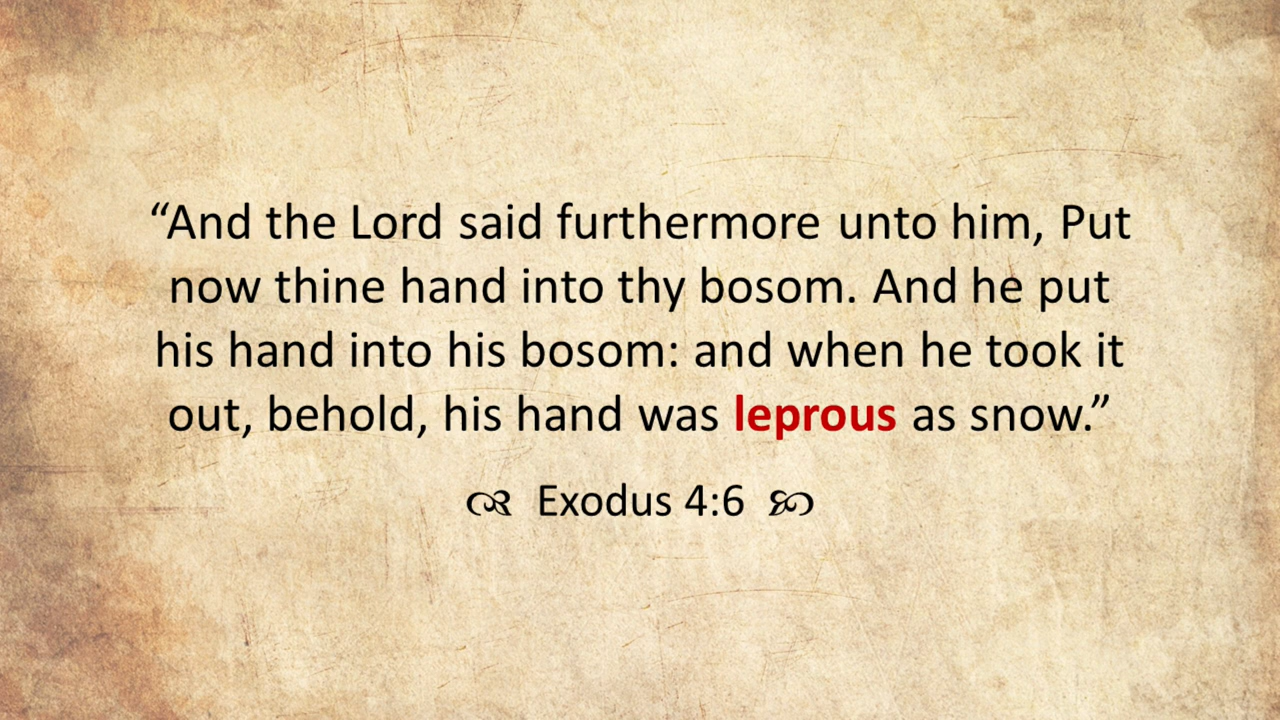 “And the Lord said furthermore unto him, Put
now thine hand into thy bosom. And he put
his hand into his bosom: and when he took it
out, behold, his hand was leprous as snow.”
Exodus 4:6